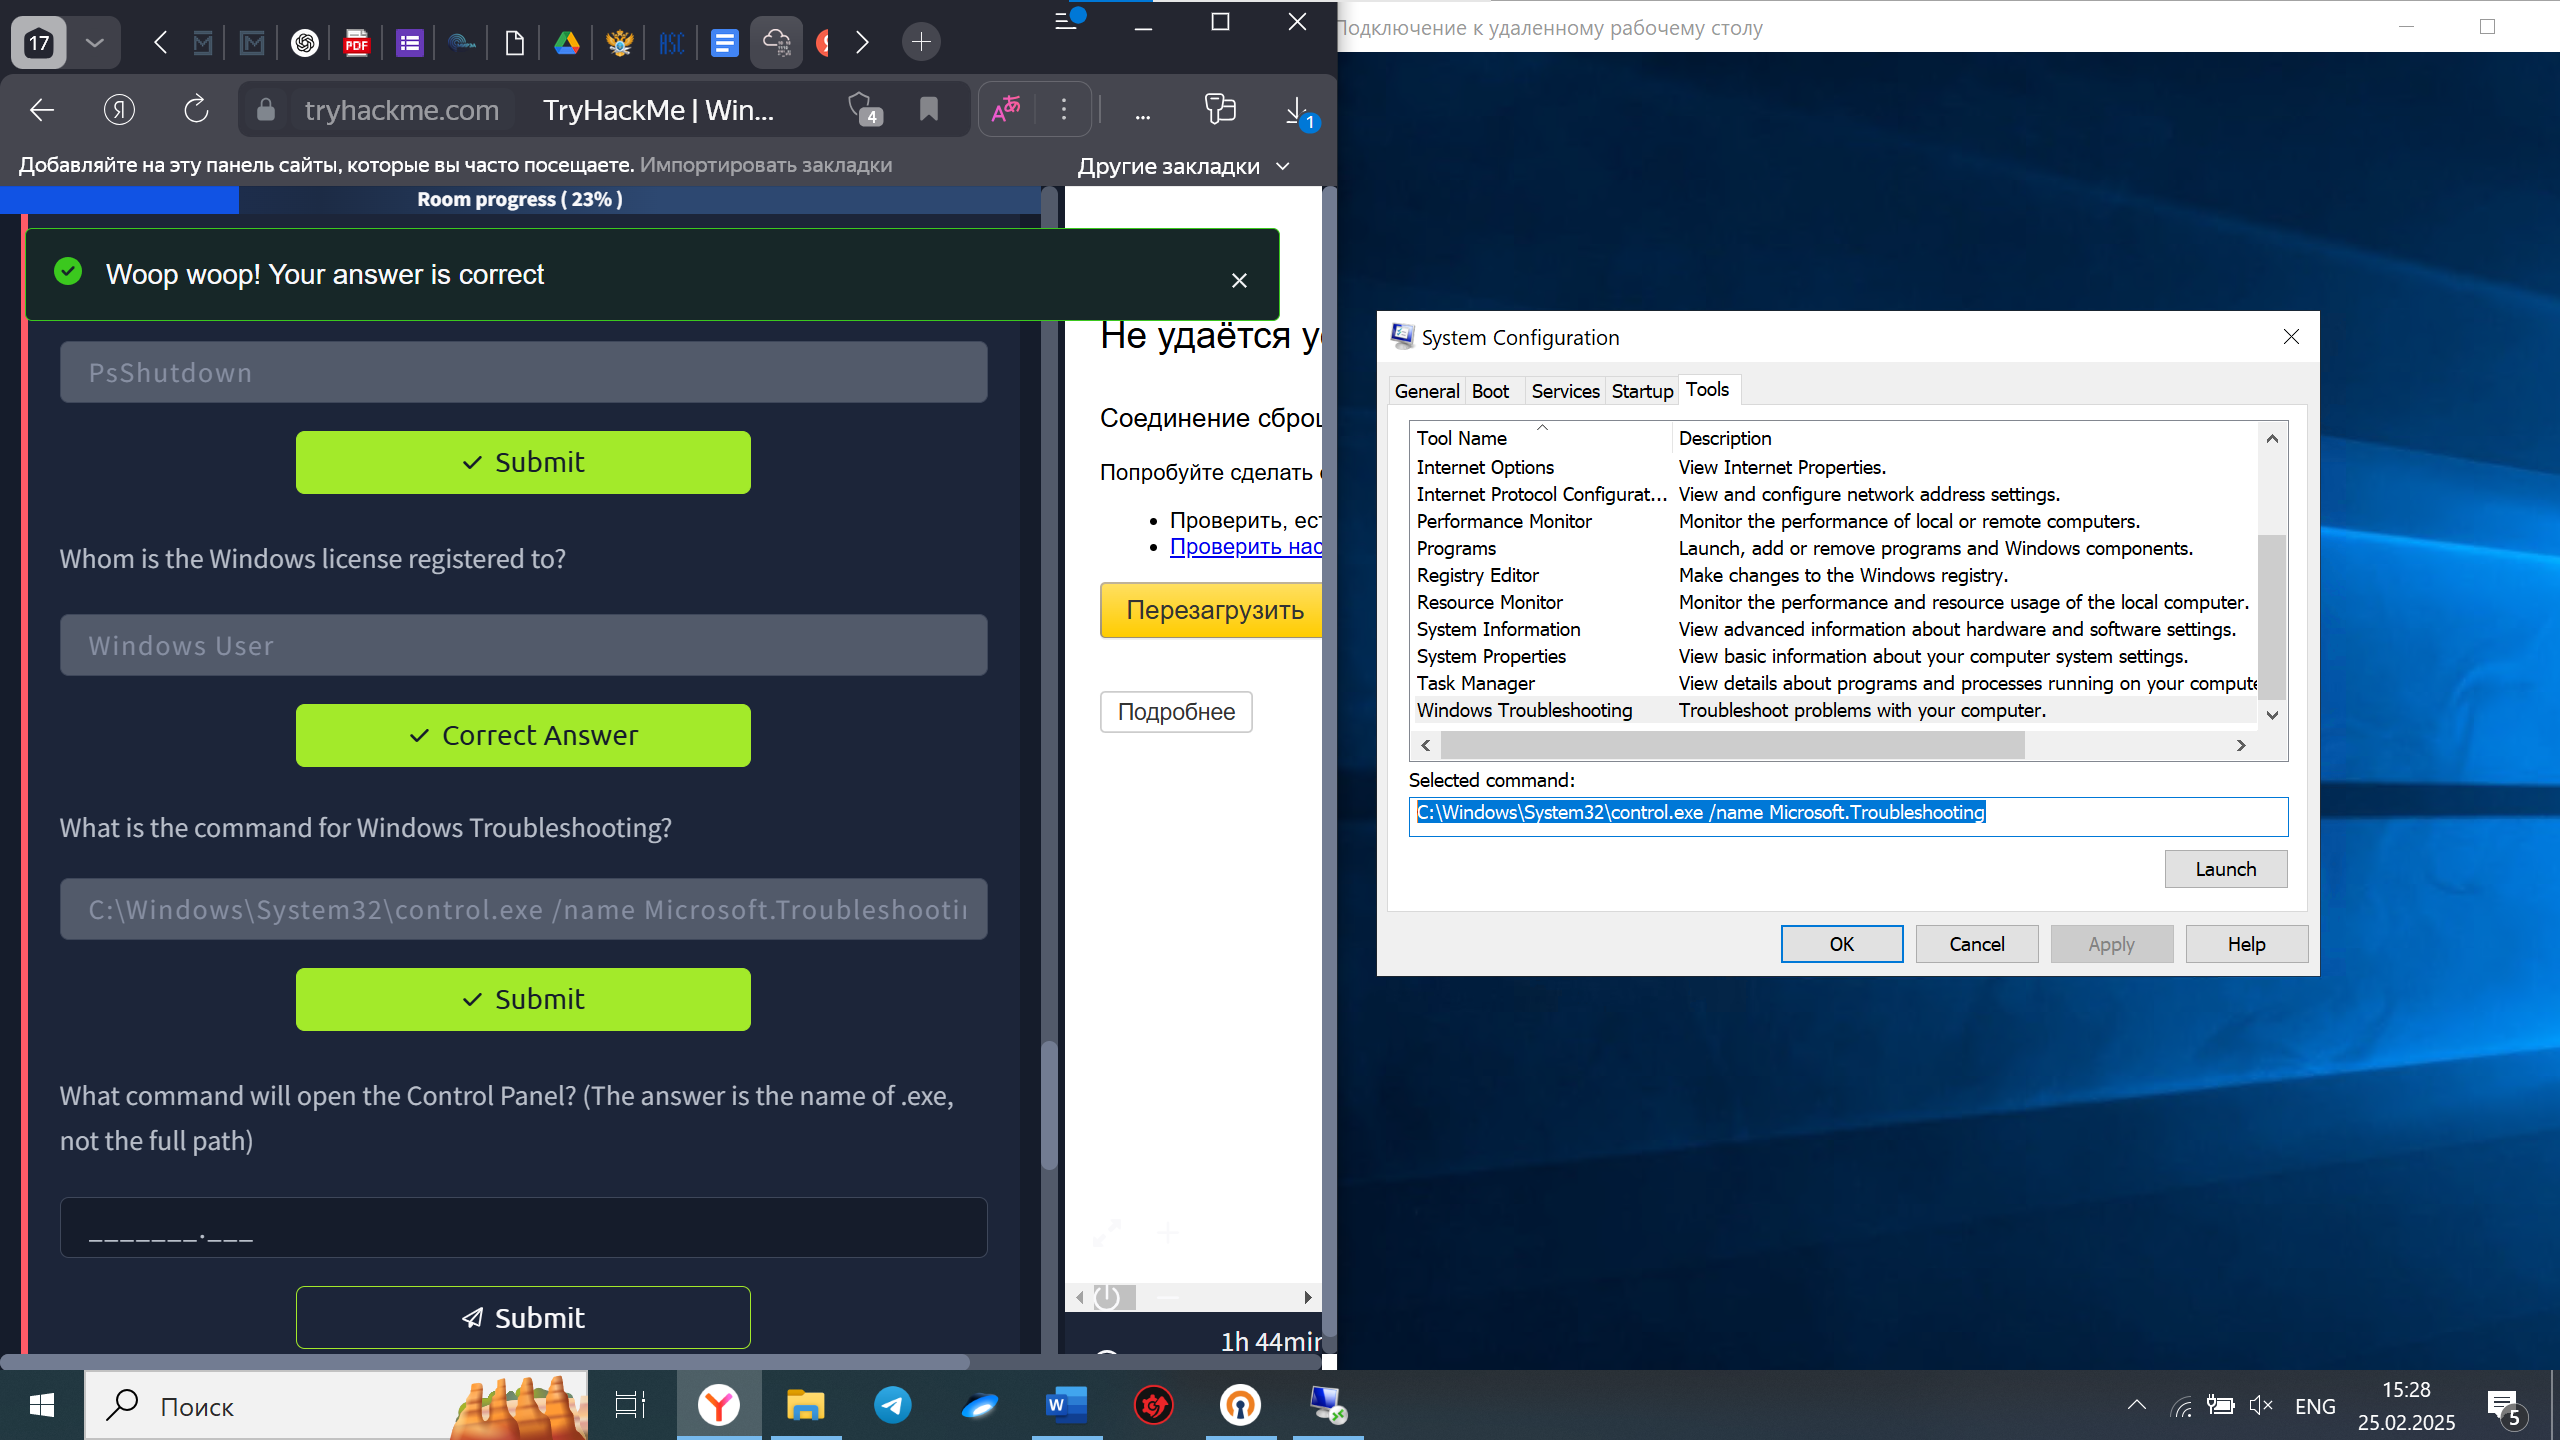 17
Подключение к удаленному рабочему столу
tryhackme.com
TryHackMe | Win...
4
...
1
Добавляйте на эту панель сайты, которые вы часто посещаете. Импортировать закладки
Другие закладки
Room progress ( 23% )
Woop woop! Your answer is correct
PsShutdown
Submit
Whom is the Windows license registered to?
Windows User
Correct Answer
What is the command for Windows Troubleshooting?
C:\Windows\System32\control.exe /name Microsoft.Troubleshootin
Submit
What command will open the Control Panel? (The answer is the name of .exe,
not the full path)
_______.___
Submit
Не удаётся ус
Соединение сброш
Попробуйте сделать с
Проверить, ест
Проверить нас
Перезагрузить
Подробнее
1h 44min
System Configuration
General Boot Services Startup Tools
Tool Name Description
Internet Options View Internet Properties.
Internet Protocol Configurat... View and configure network address settings.
Performance Monitor Monitor the performance of local or remote computers.
Programs Launch, add or remove programs and Windows components.
Registry Editor Make changes to the Windows registry.
Resource Monitor Monitor the performance and resource usage of the local computer.
System Information View advanced information about hardware and software settings.
System Properties View basic information about your computer system settings.
Task Manager View details about programs and processes running on your compute
Windows Troubleshooting Troubleshoot problems with your computer.
Selected command:
C:\Windows\System32\control.exe /name Microsoft.Troubleshooting
Launch
OK Cancel Apply Help
Поиск
ENG
15:28
25.02.2025
5